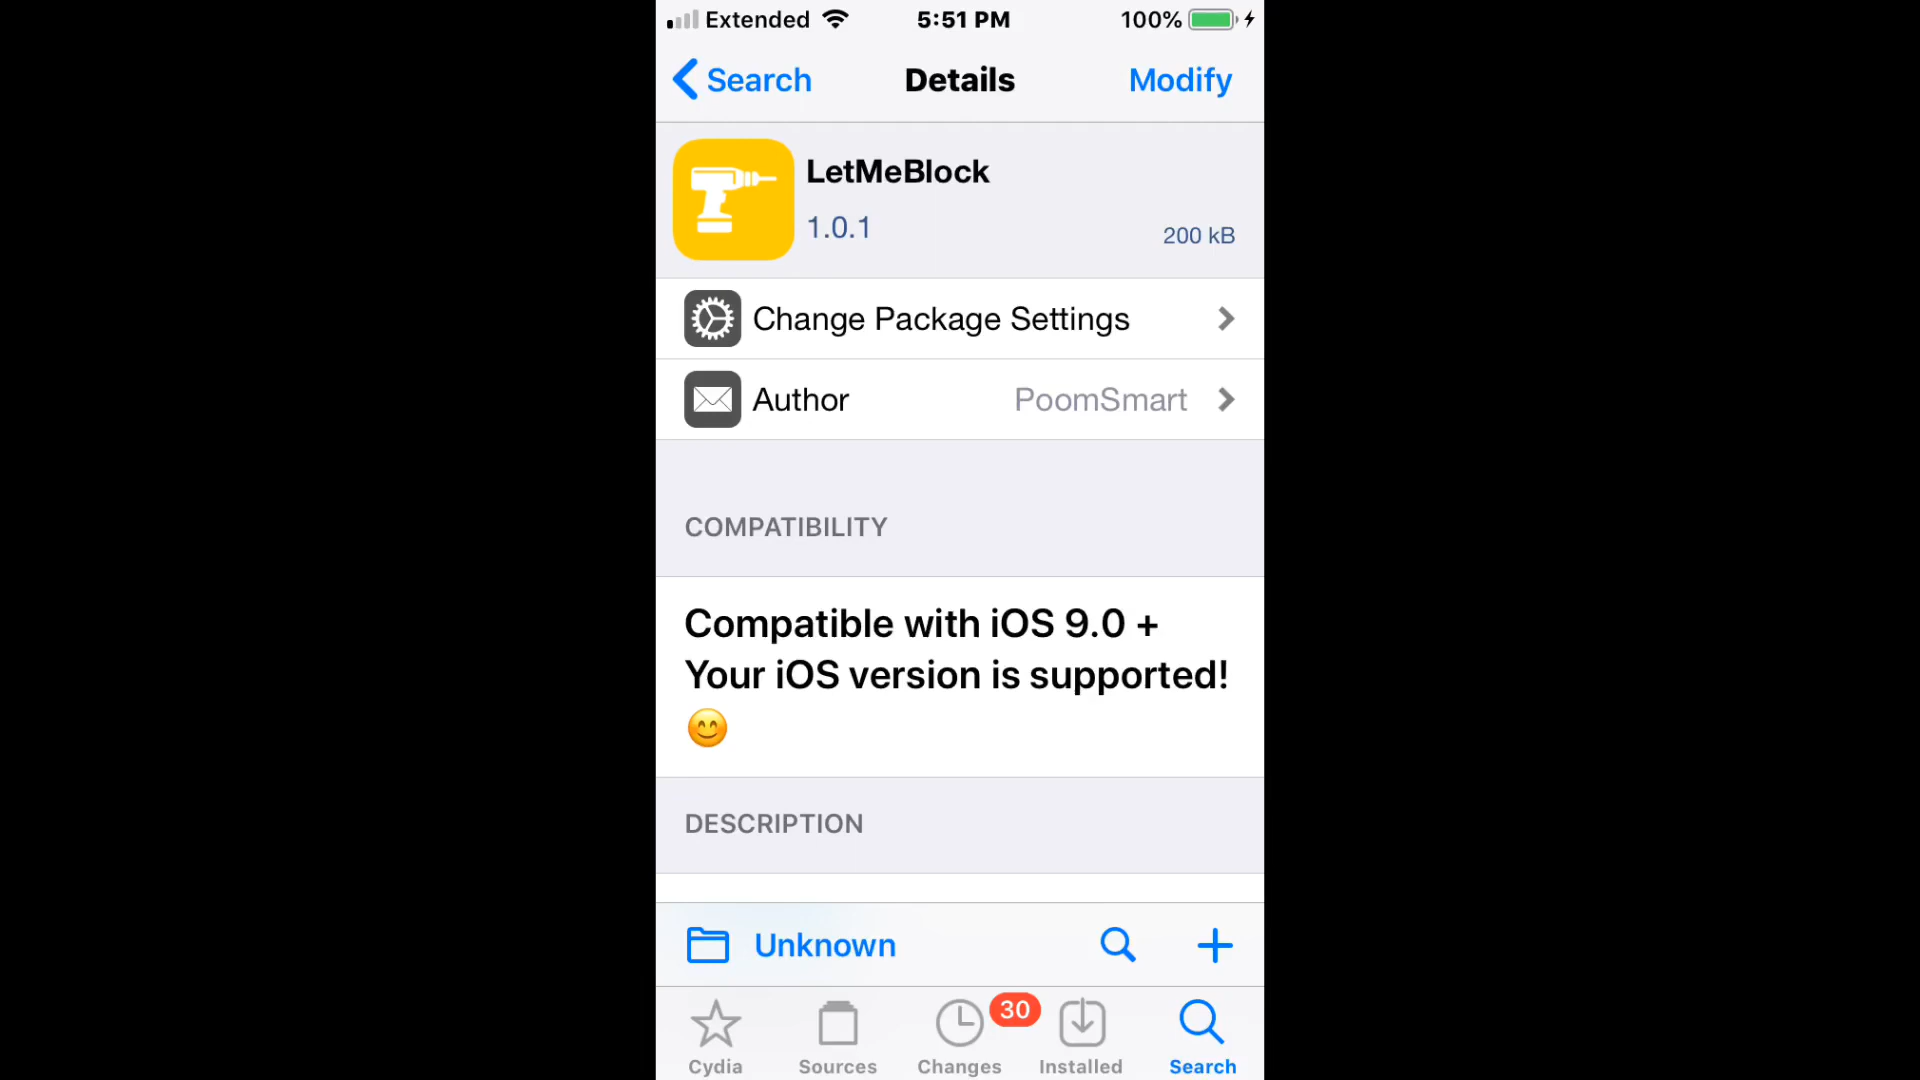 Extended 5:51 PM 100%
Search Details Modify
LetMeBlock
1.0.1
200 kB
Change Package Settings
Author PoomSmart
COMPATIBILITY
Compatible with iOS 9.0 +
Your iOS version is supported!
😊
DESCRIPTION
Unknown
30
Cydia Sources Changes Installed Search